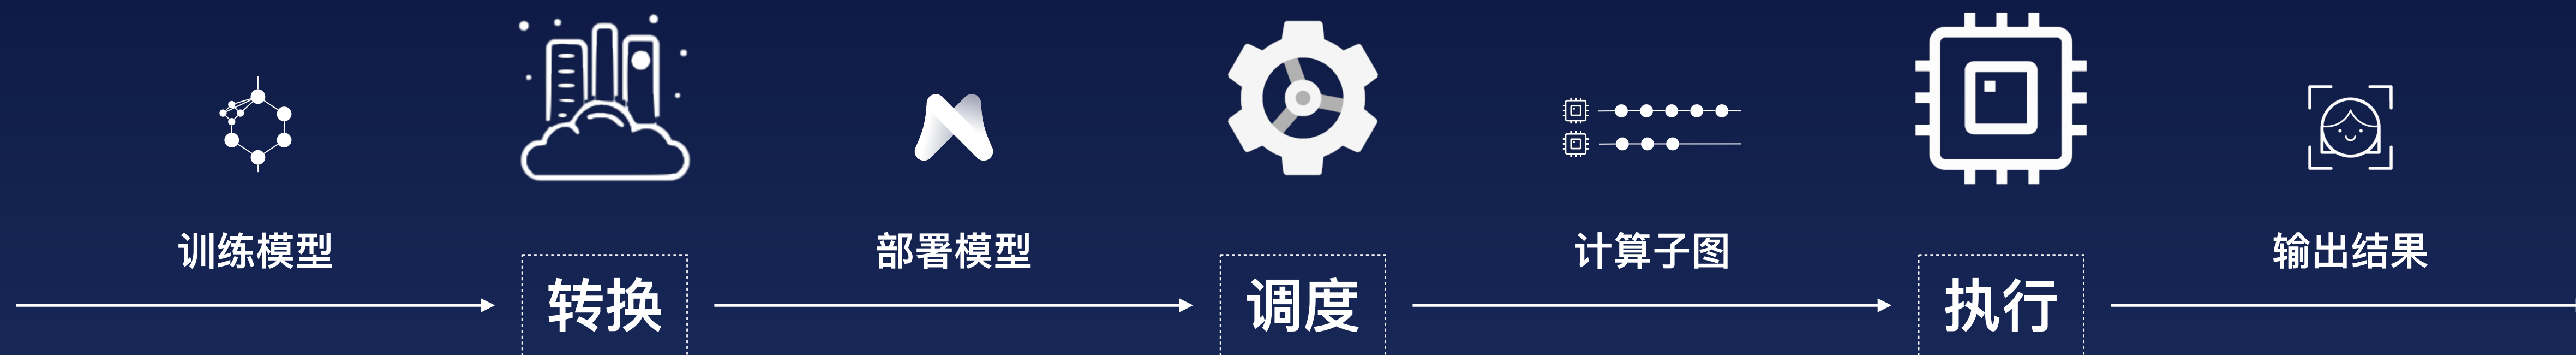 训练模型
转换
部署模型
调度
计算子图
执行
输出结果